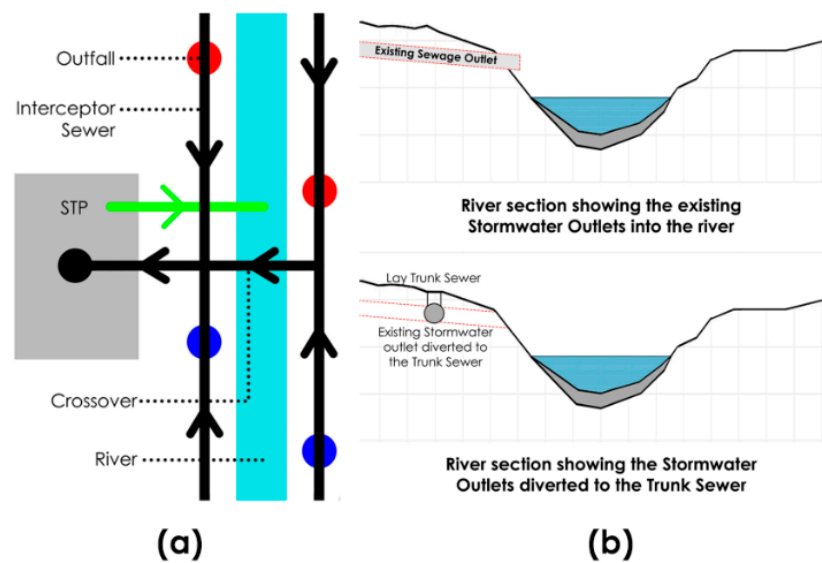 Outfall
Interceptor
Sewer
STP
Crossover
River
(a)
Existing Sewage Outlet
River section showing the existing
Stormwater Outlets into the river
Lay Trunk Sewer
Existing Stormwater
outlet diverted to
the Trunk Sewer
River section showing the Stormwater
Outlets diverted to the Trunk Sewer
(b)